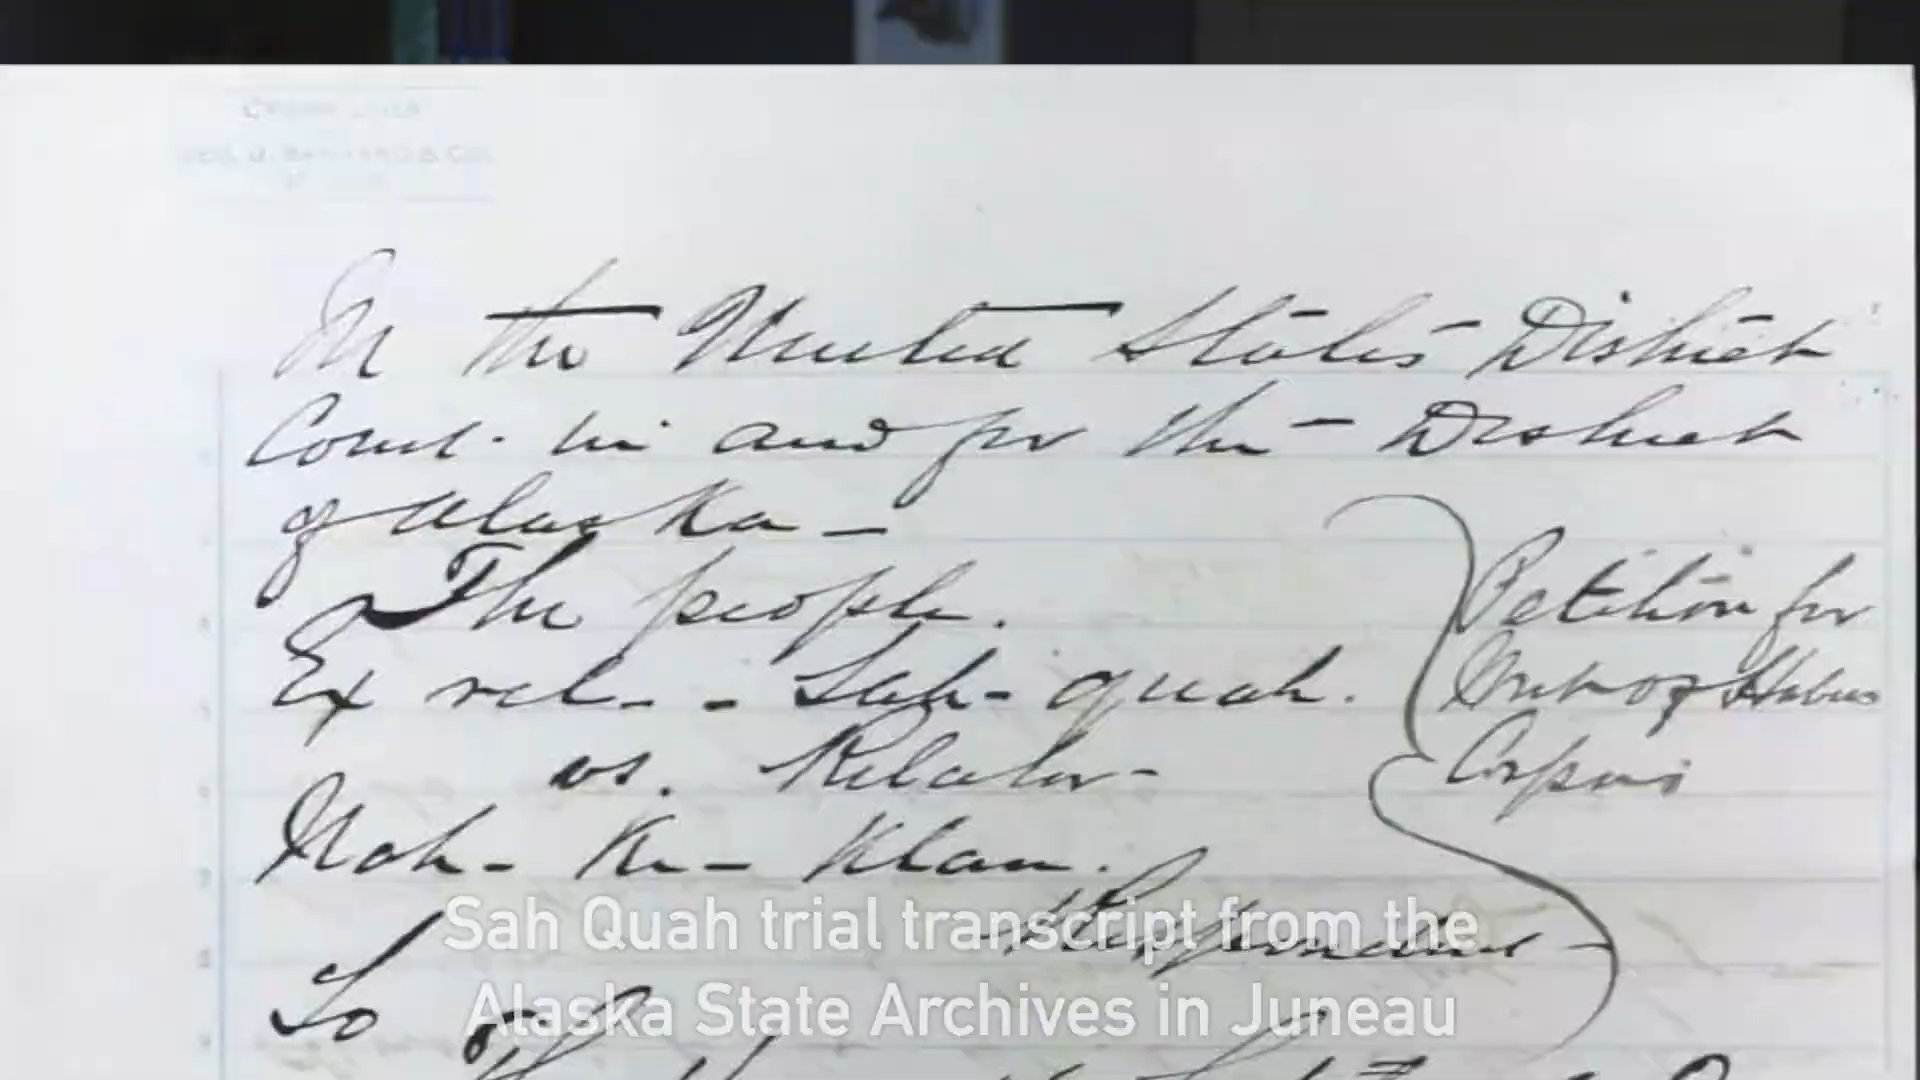 In the United States District
Court. in and for the District
of Alaska -
The people.
Ex rel - - Sah - quah.
vs. Relator -
Nah - Ku - Klan.
Respondent -
Petition for
Writ of Habeas
Corpus
To
Sah Quah trial transcript from the
Alaska State Archives in Juneau